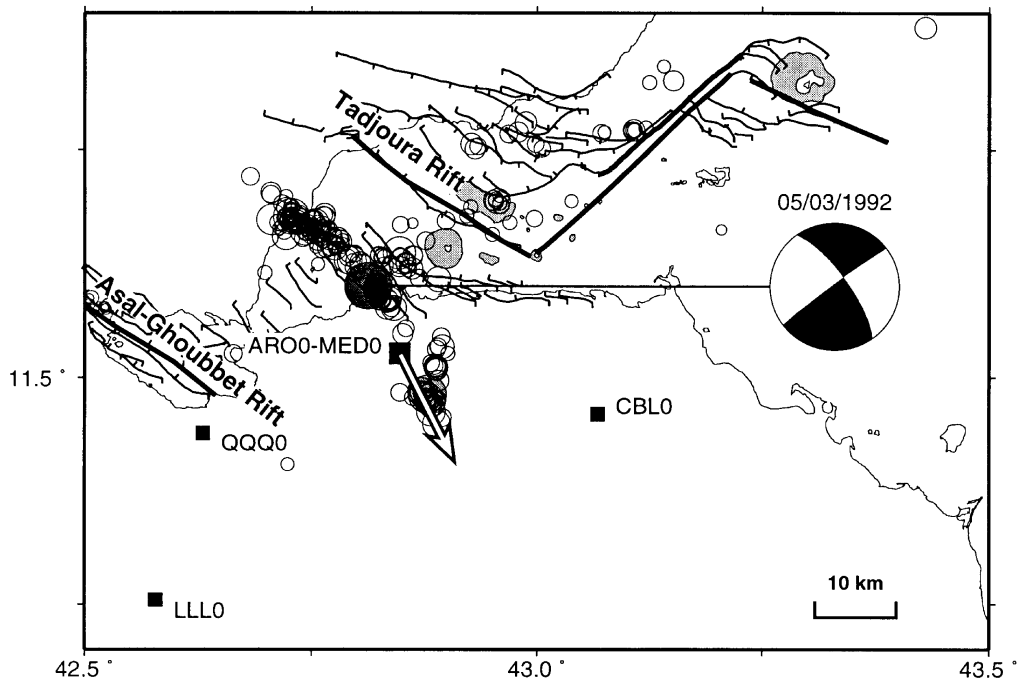 Tadjoura Rift
05/03/1992
Asal-Ghoubbet Rift
ARO0-MED0
11.5 °
CBL0
QQQ0
10 km
LLL0
42.5 °
43.0 °
43.5 °